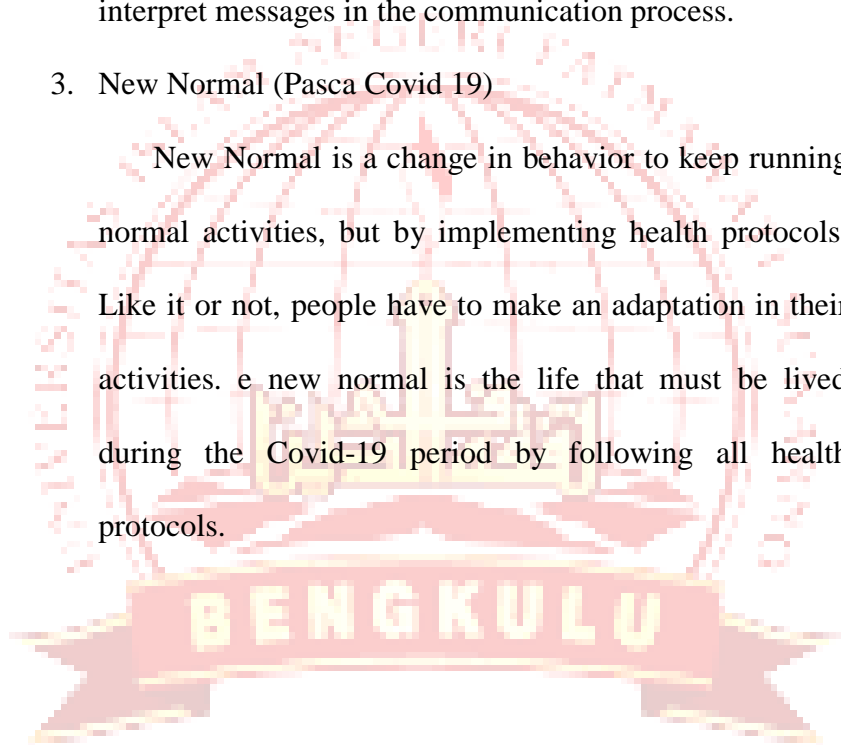 interpret messages in the communication process.
3. New Normal (Pasca Covid 19)
New Normal is a change in behavior to keep running
normal activities, but by implementing health protocols
Like it or not, people have to make an adaptation in their
activities. e new normal is the life that must be lived
during the Covid-19 period by following all health
protocols.
BENGKULU